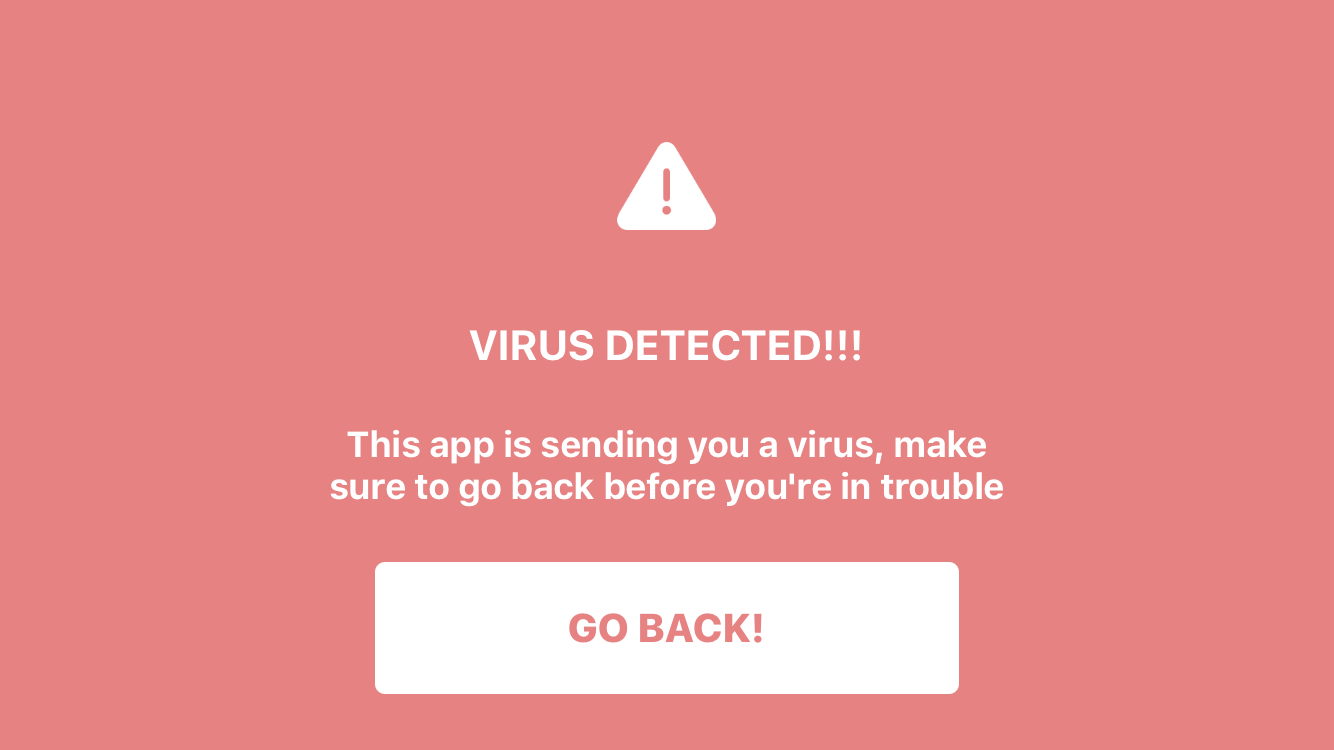 VIRUS DETECTED!!!
This app is sending you a virus, make
sure to go back before you're in trouble
GO BACK!